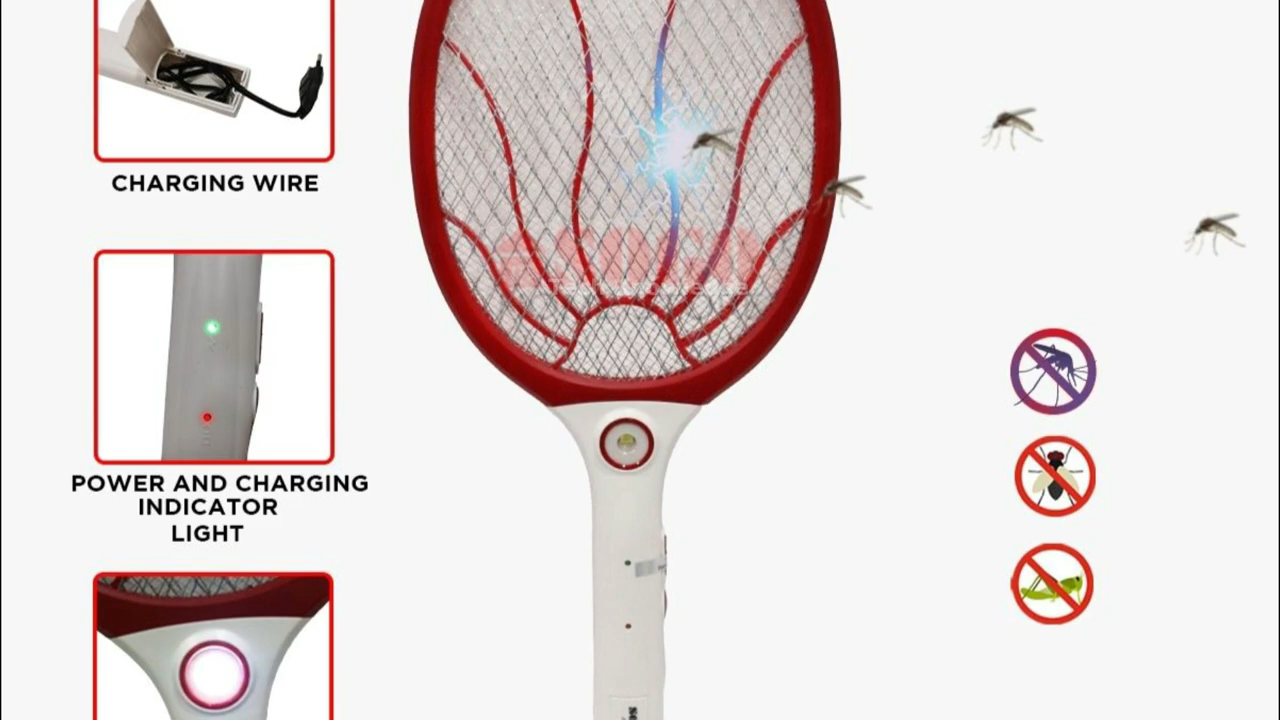 CHARGING WIRE
POWER AND CHARGING
INDICATOR
LIGHT